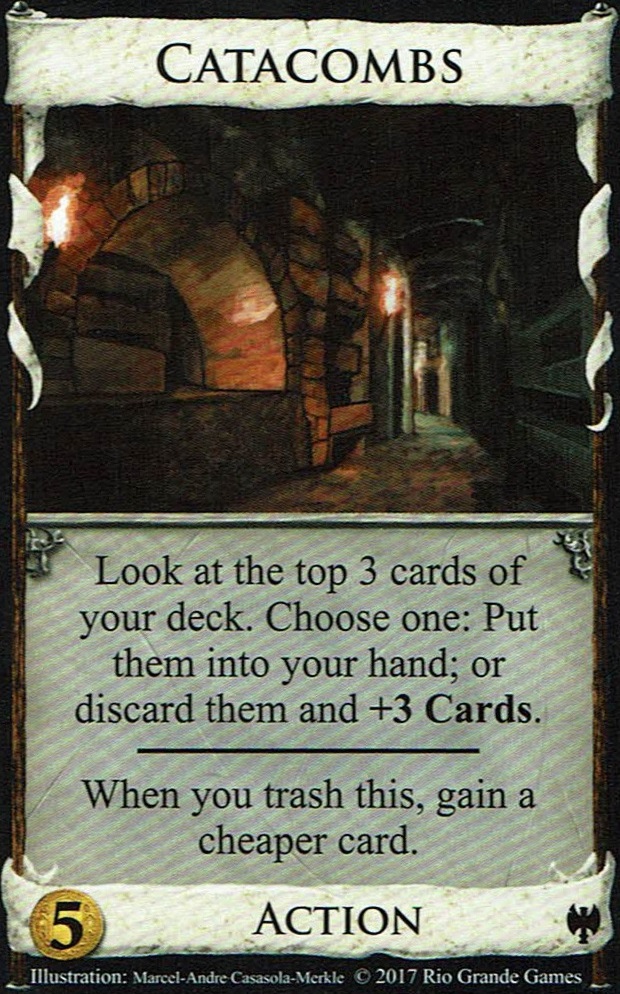 CATACOMBS
Look at the top 3 cards of
your deck. Choose one: Put
them into your hand; or
discard them and +3 Cards.
When you trash this, gain a
cheaper card.
5 ACTION
Illustration: Marcel-Andre Casasola-Merkle © 2017 Rio Grande Games